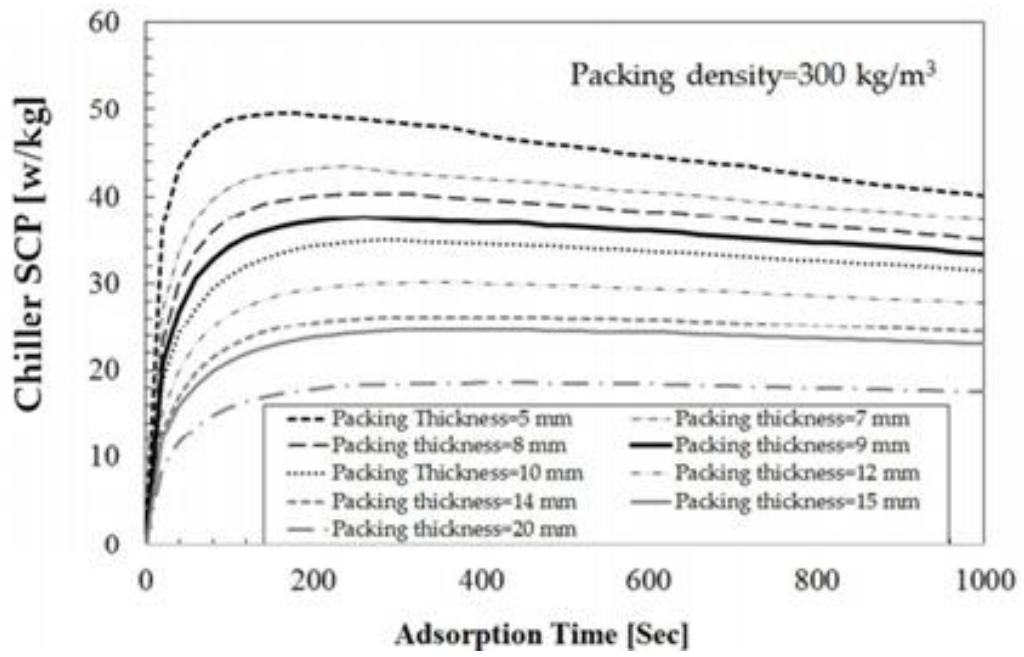 60
50
40
30
20
10
0
Chiller SCP [w/kg]
Packing density=300 kg/m³
Packing Thickness=5 mm
Packing thickness=7 mm
Packing thickness=8 mm
Packing thickness=9 mm
Packing Thickness=10 mm
Packing thickness=12 mm
Packing thickness=14 mm
Packing thickness=15 mm
Packing thickness=20 mm
0 200 400 600 800 1000
Adsorption Time [Sec]